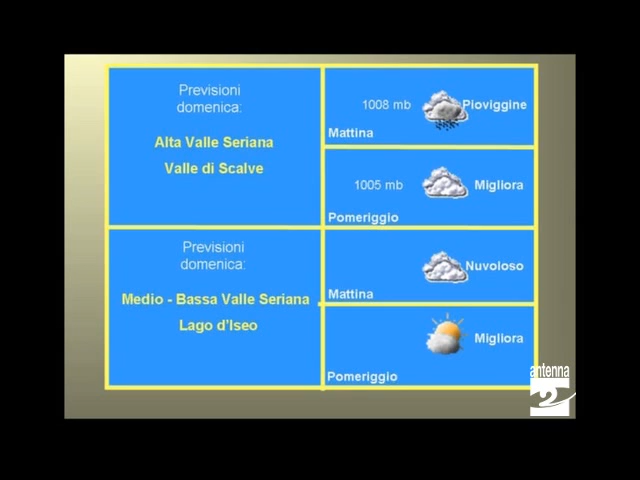 Previsioni
domenica:
Alta Valle Seriana
Valle di Scalve
1008 mb
Pioviggine
Mattina
1005 mb
Migliora
Pomeriggio
Previsioni
domenica:
Medio - Bassa Valle Seriana
Lago d'Iseo
Nuvoloso
Mattina
Migliora
Pomeriggio
antenna
2